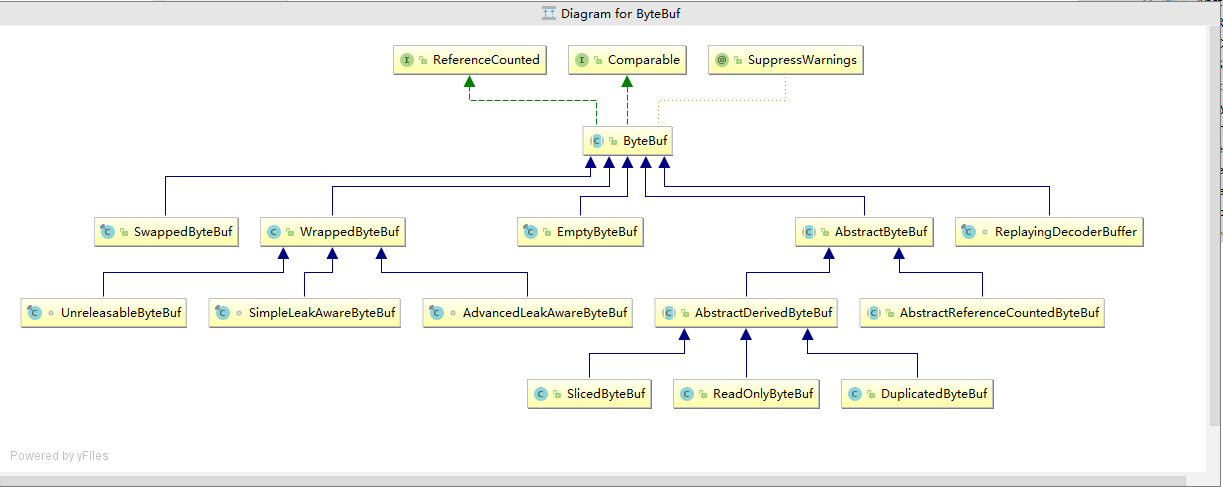 Diagram for ByteBuf
ReferenceCounted
Comparable
SuppressWarnings
ByteBuf
SwappedByteBuf
WrappedByteBuf
EmptyByteBuf
AbstractByteBuf
ReplayingDecoderBuffer
UnreleasableByteBuf
SimpleLeakAwareByteBuf
AdvancedLeakAwareByteBuf
AbstractDerivedByteBuf
AbstractReferenceCountedByteBuf
SlicedByteBuf
ReadOnlyByteBuf
DuplicatedByteBuf
Powered by yFiles